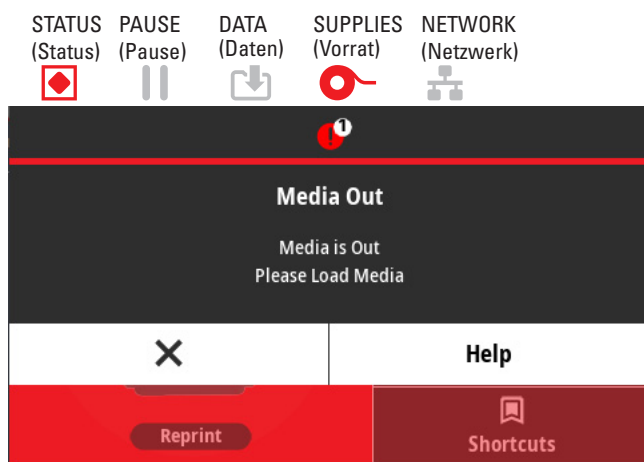 STATUS PAUSE DATA SUPPLIES NETWORK
(Status) (Pause) (Daten) (Vorrat) (Netzwerk)
1
Media Out
Media is Out
Please Load Media
Help
Reprint
Shortcuts